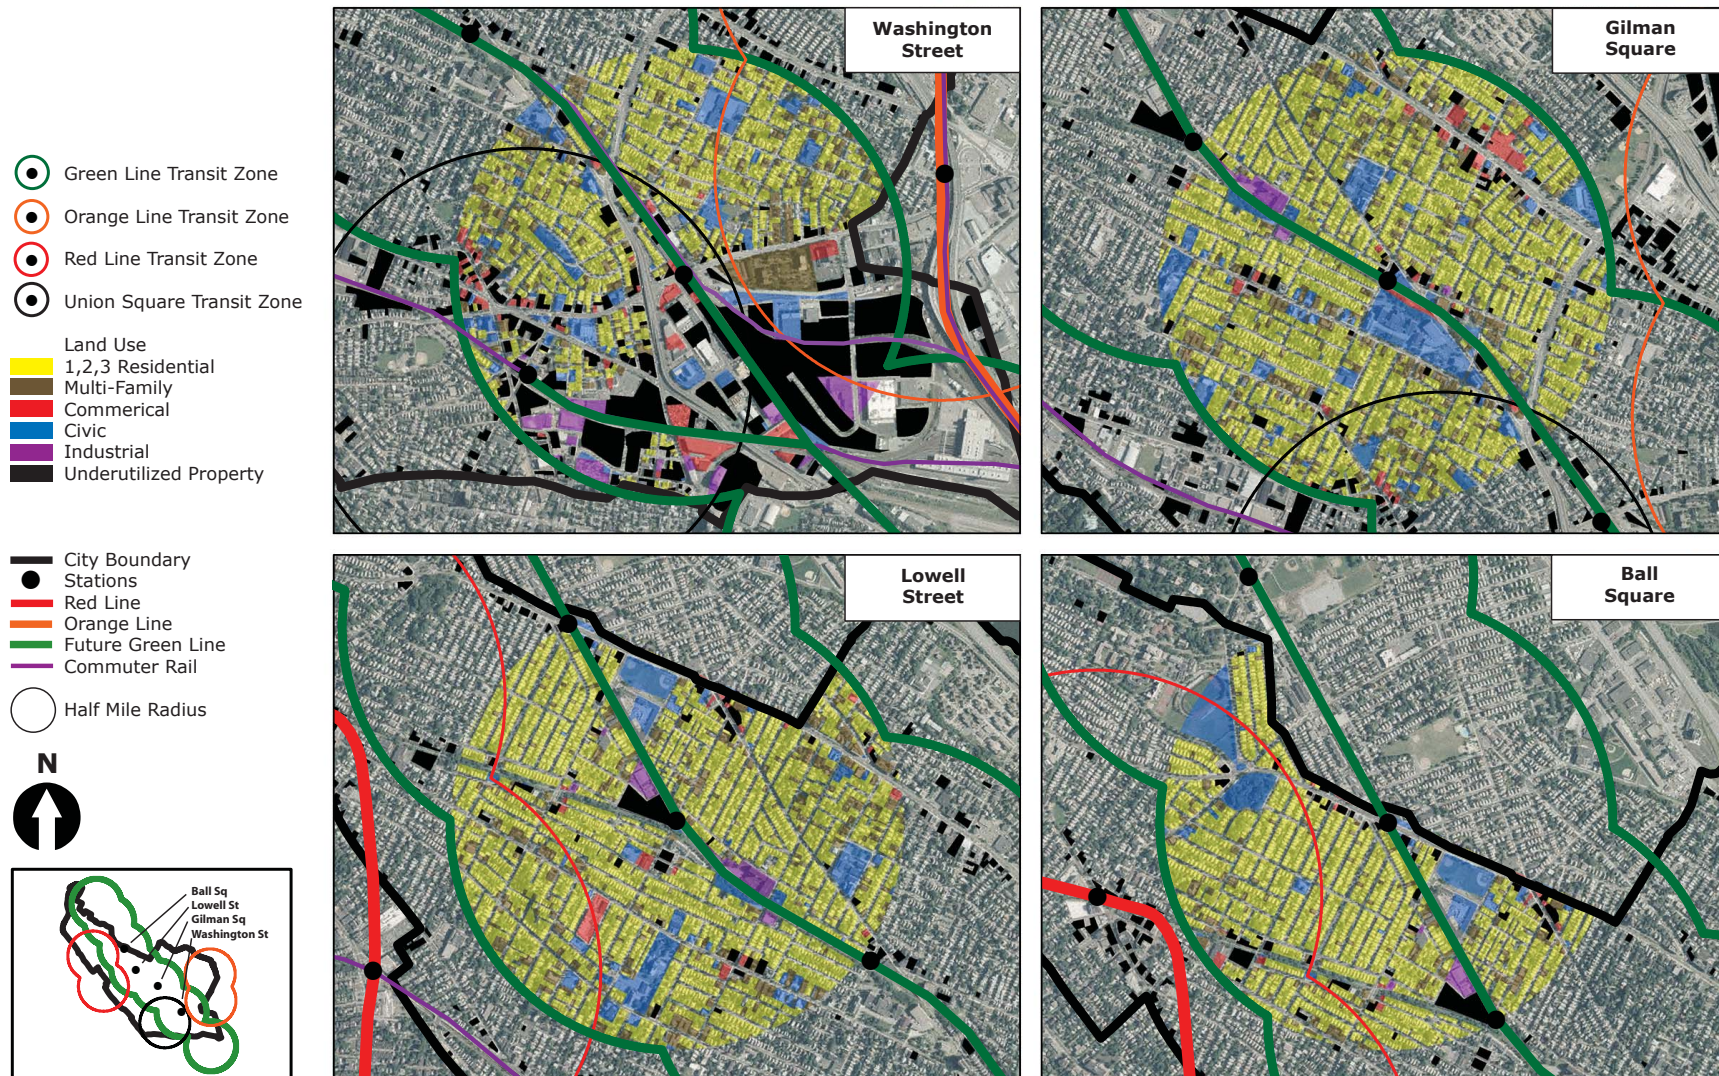 Washington
Street
Gilman
Square
Green Line Transit Zone
Orange Line Transit Zone
Red Line Transit Zone
Union Square Transit Zone
Land Use
1,2,3 Residential
Multi-Family
Commerical
Civic
Industrial
Underutilized Property
City Boundary
Stations
Red Line
Orange Line
Future Green Line
Commuter Rail
Half Mile Radius
N
Lowell
Street
Ball
Square
Ball Sq
Lowell St
Gilman Sq
Washington St